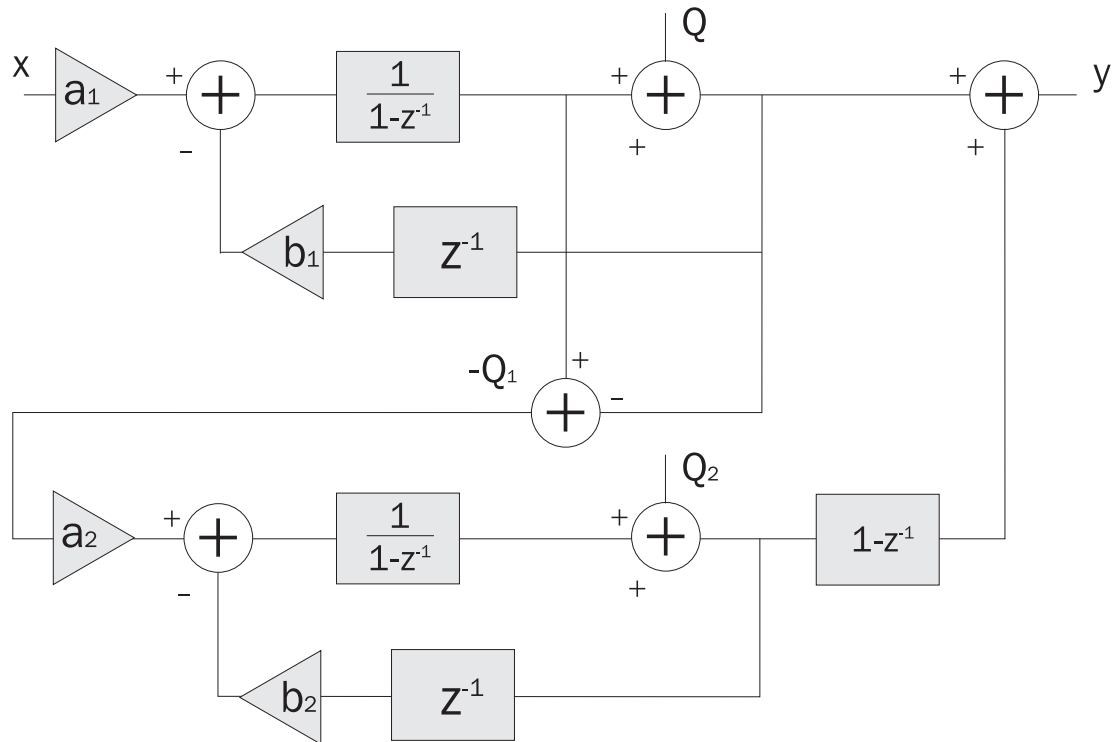 Q
x
a₁
+
+
1
1-z⁻¹
+
+
+
+
+
y
-
b₁
z⁻¹
-Q₁
+
+
-
Q₂
a₂
+
+
1
1-z⁻¹
+
+
+
1-z⁻¹
-
b₂
z⁻¹